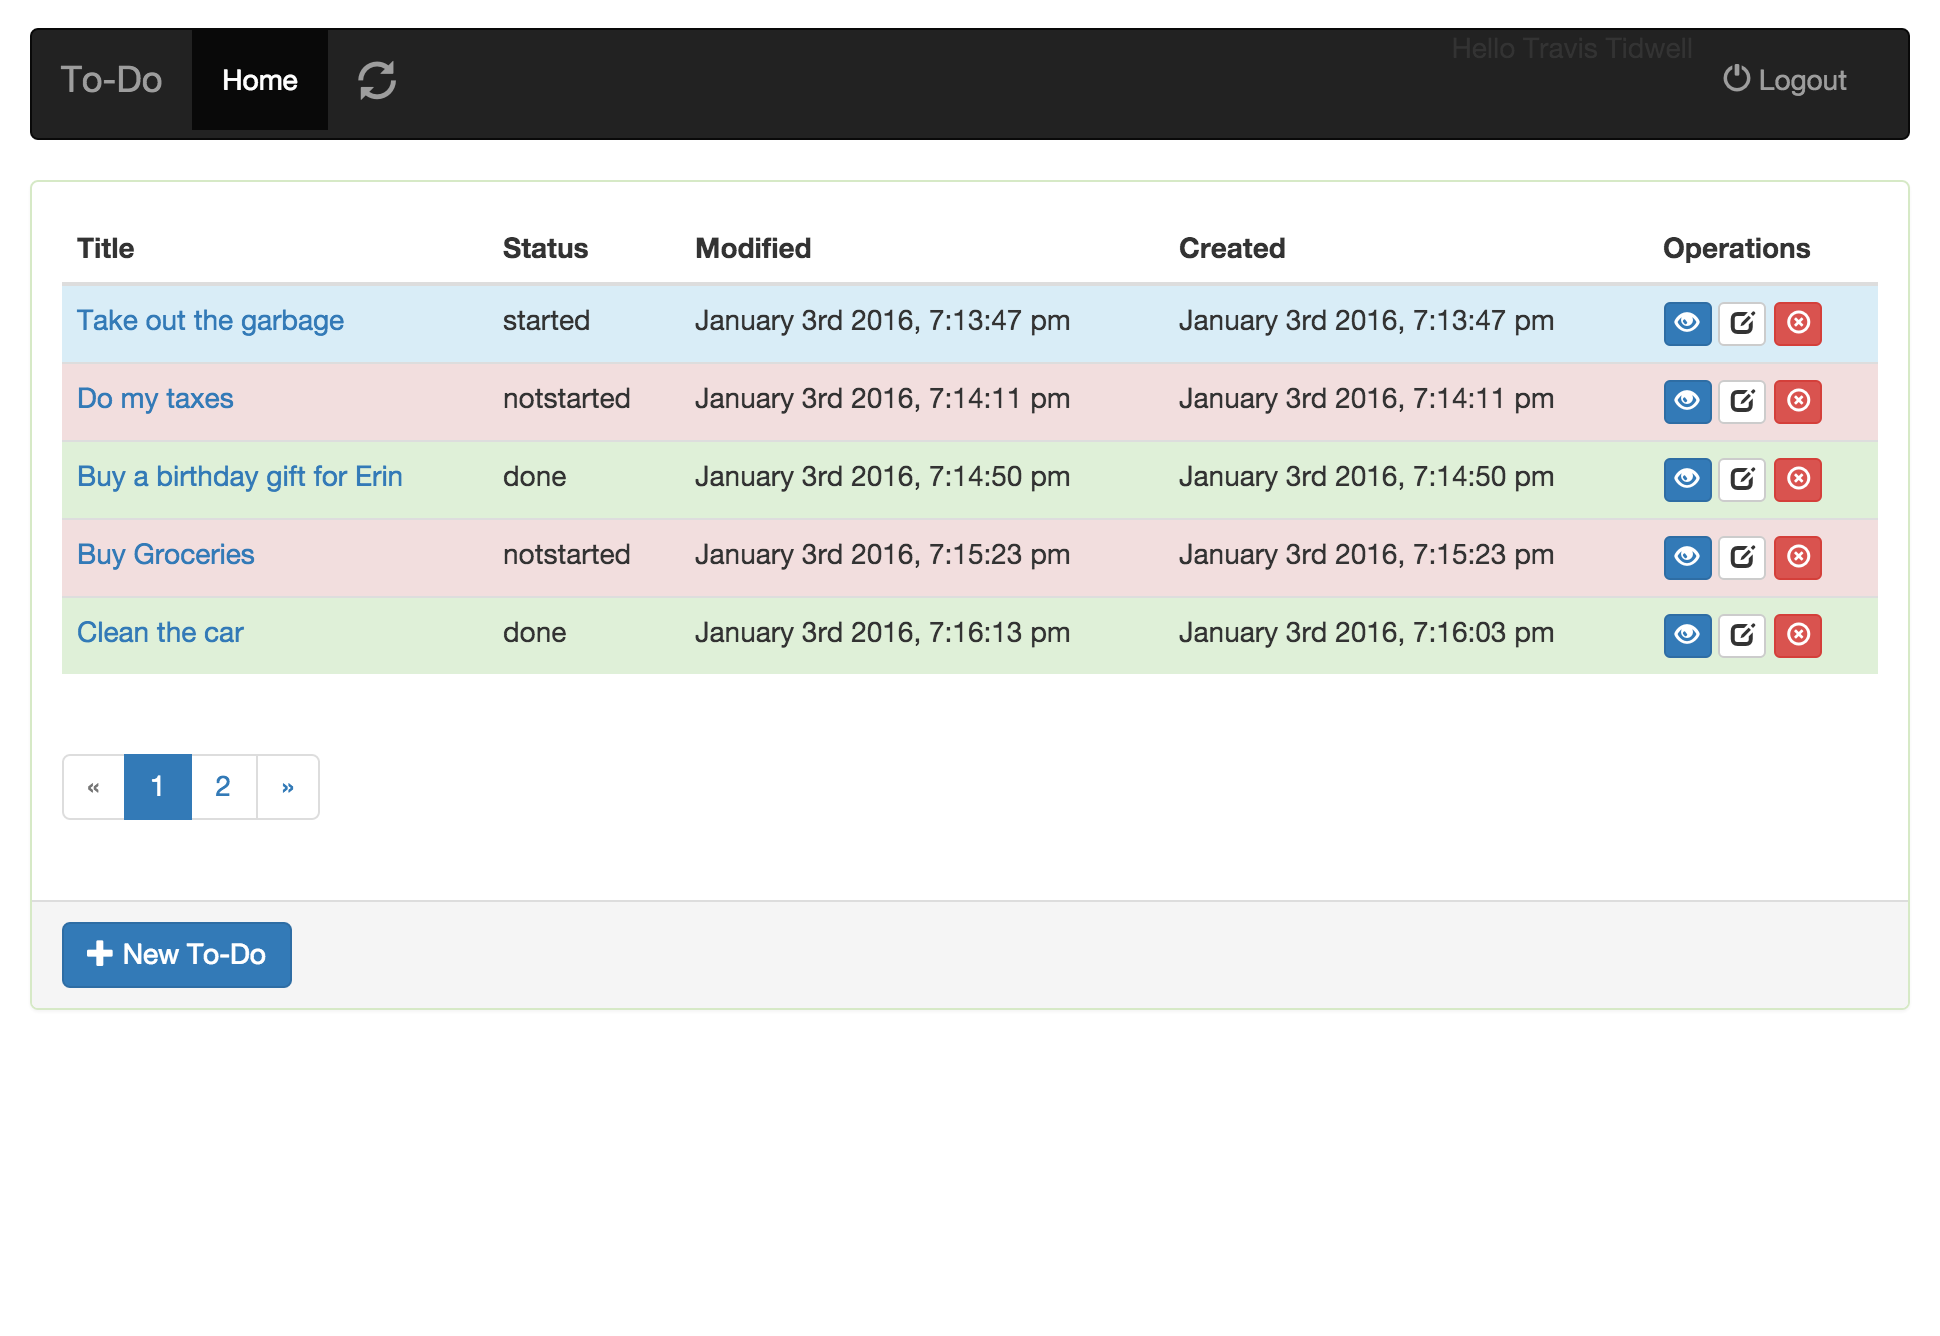 To-Do Home Hello Travis Tidwell Logout
Title Status Modified Created Operations
Take out the garbage started January 3rd 2016, 7:13:47 pm January 3rd 2016, 7:13:47 pm
Do my taxes notstarted January 3rd 2016, 7:14:11 pm January 3rd 2016, 7:14:11 pm
Buy a birthday gift for Erin done January 3rd 2016, 7:14:50 pm January 3rd 2016, 7:14:50 pm
Buy Groceries notstarted January 3rd 2016, 7:15:23 pm January 3rd 2016, 7:15:23 pm
Clean the car done January 3rd 2016, 7:16:13 pm January 3rd 2016, 7:16:03 pm
« 1 2 »
New To-Do